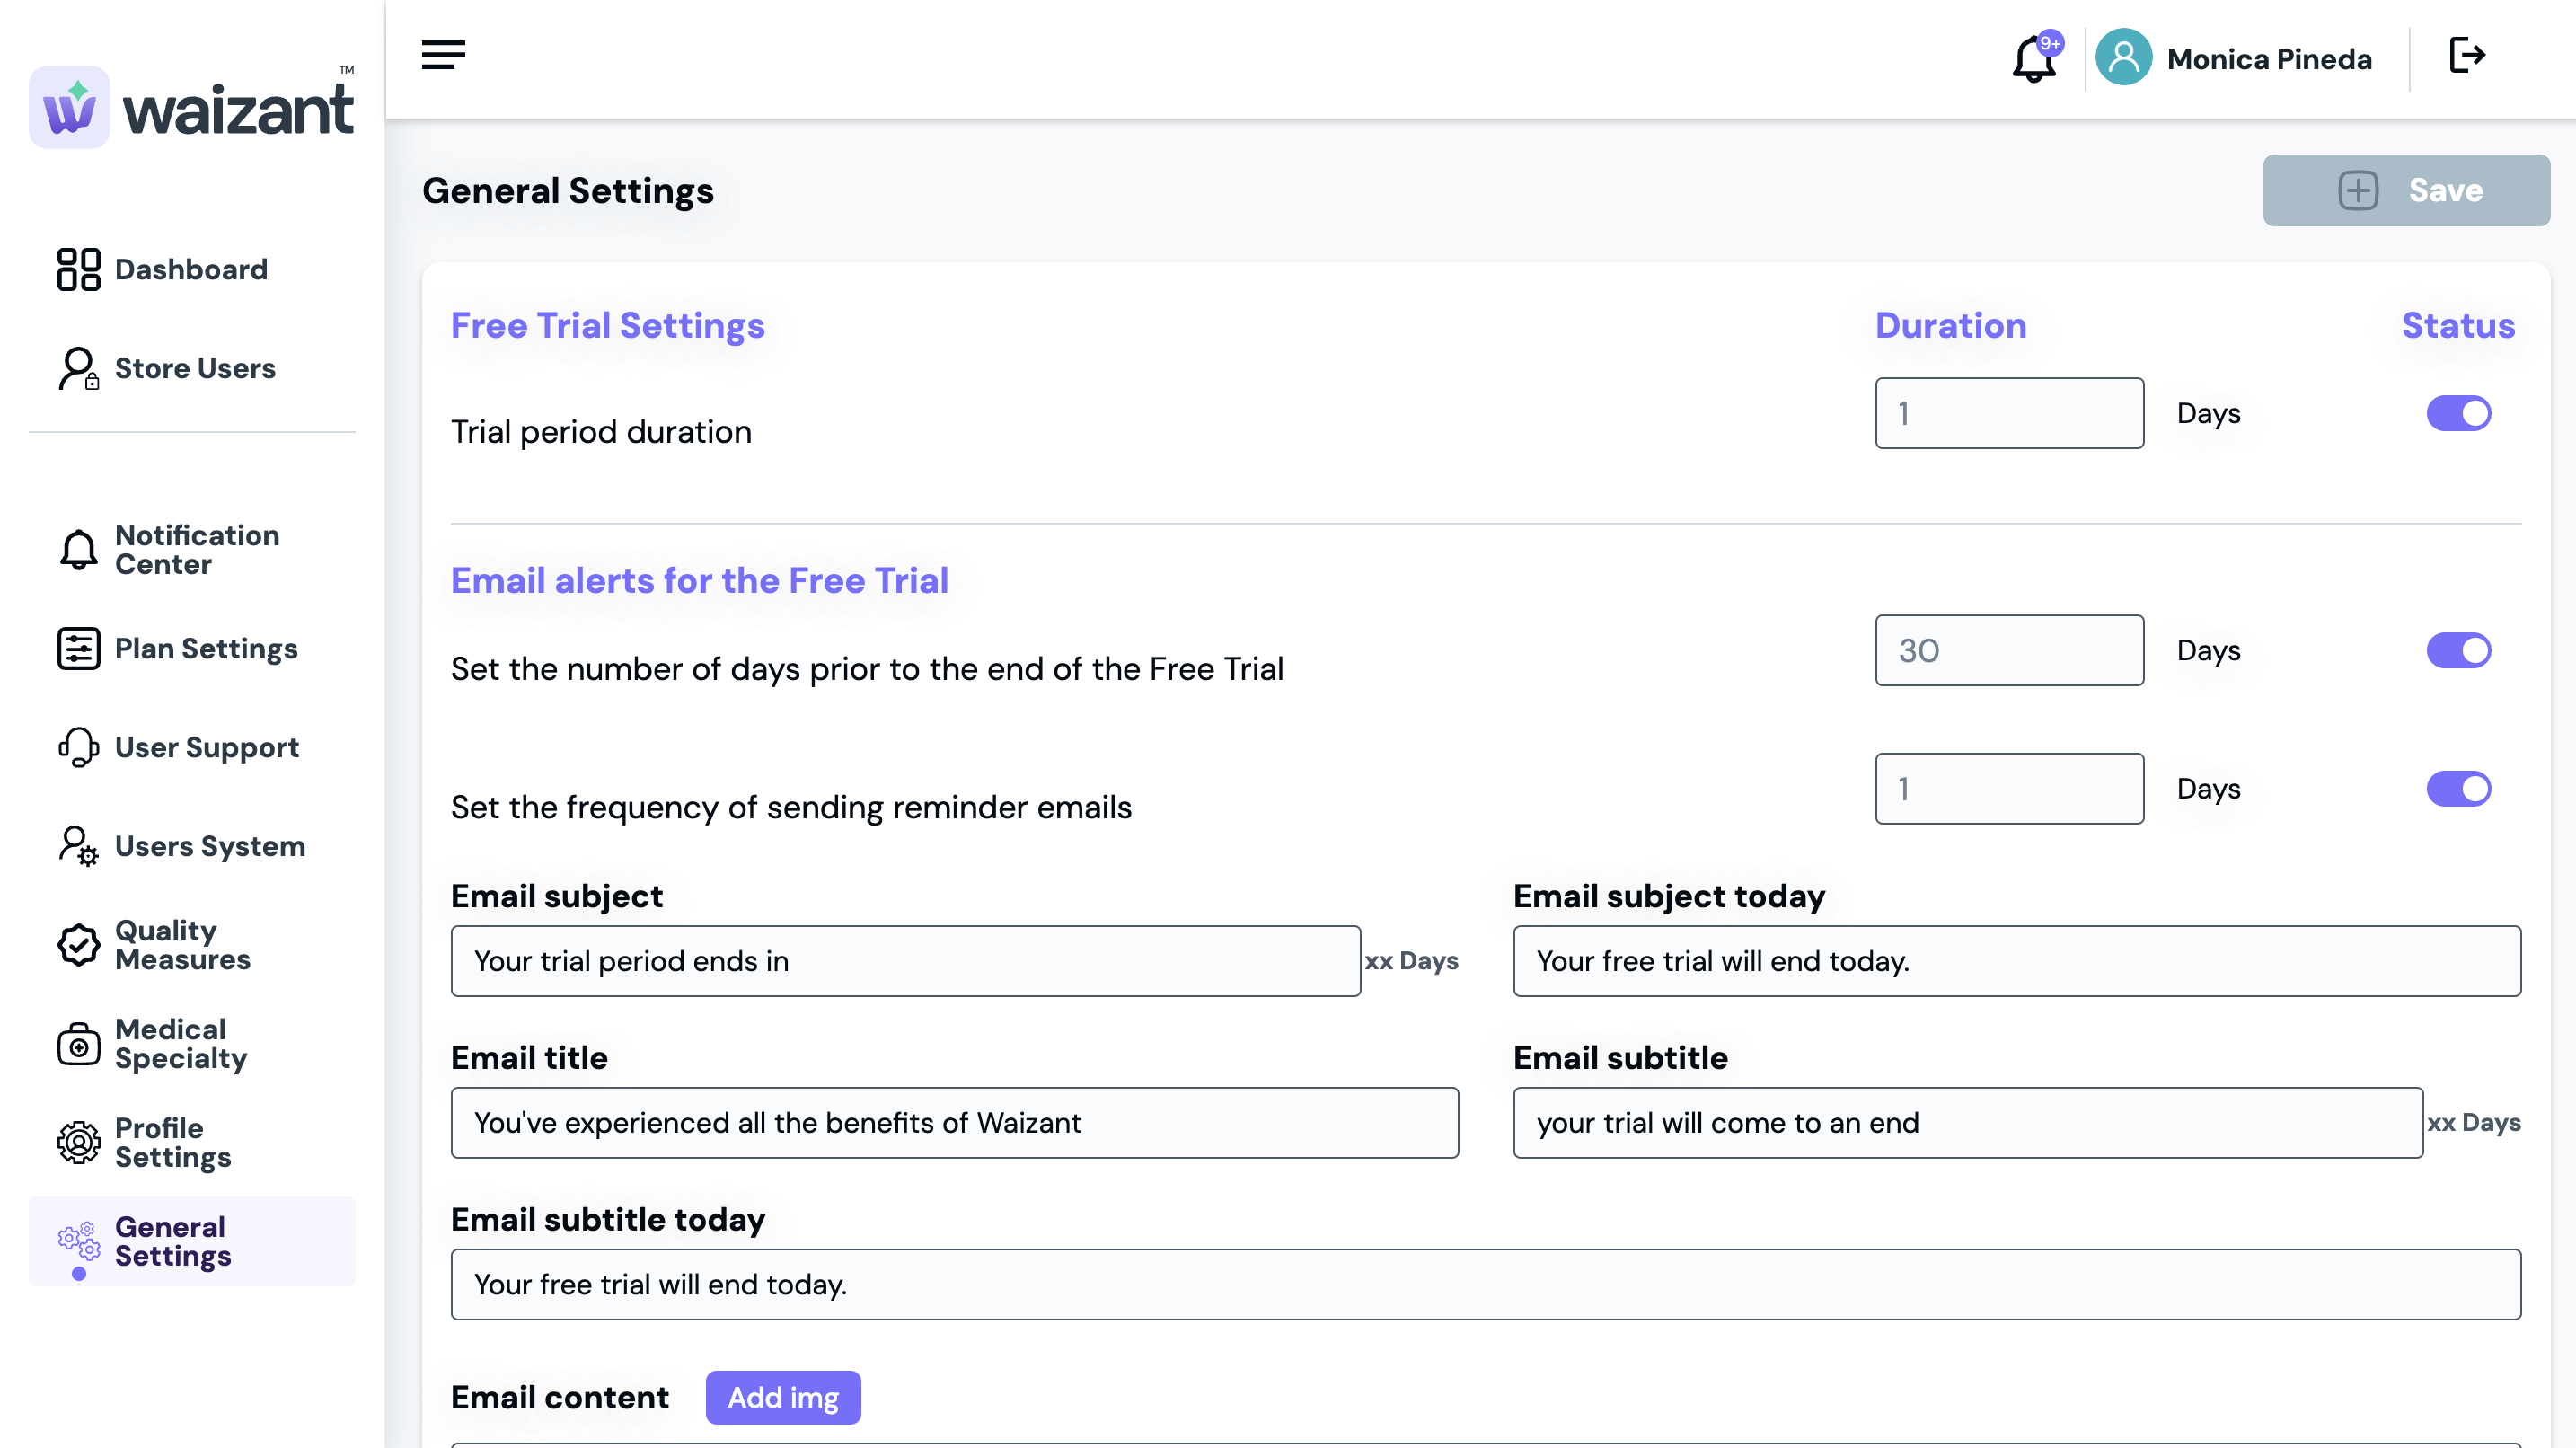 waizant™
9+
Monica Pineda
Dashboard
Store Users
Notification
Center
Plan Settings
User Support
Users System
Quality
Measures
Medical
Specialty
Profile
Settings
General
Settings
General Settings
Save
Free Trial Settings
Duration
Status
Trial period duration
1
Days
Email alerts for the Free Trial
Set the number of days prior to the end of the Free Trial
30
Days
Set the frequency of sending reminder emails
1
Days
Email subject
Your trial period ends in
xx Days
Email subject today
Your free trial will end today.
Email title
You've experienced all the benefits of Waizant
Email subtitle
your trial will come to an end
xx Days
Email subtitle today
Your free trial will end today.
Email content
Add img